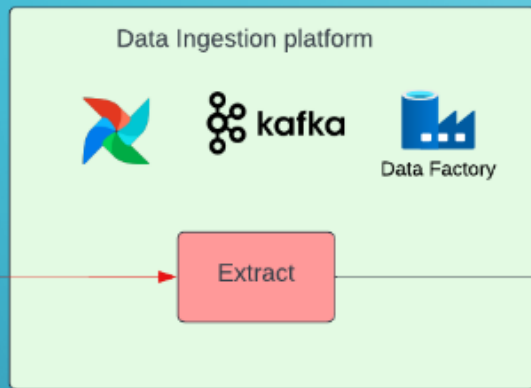 Data Ingestion platform
kafka
Data Factory
Extract